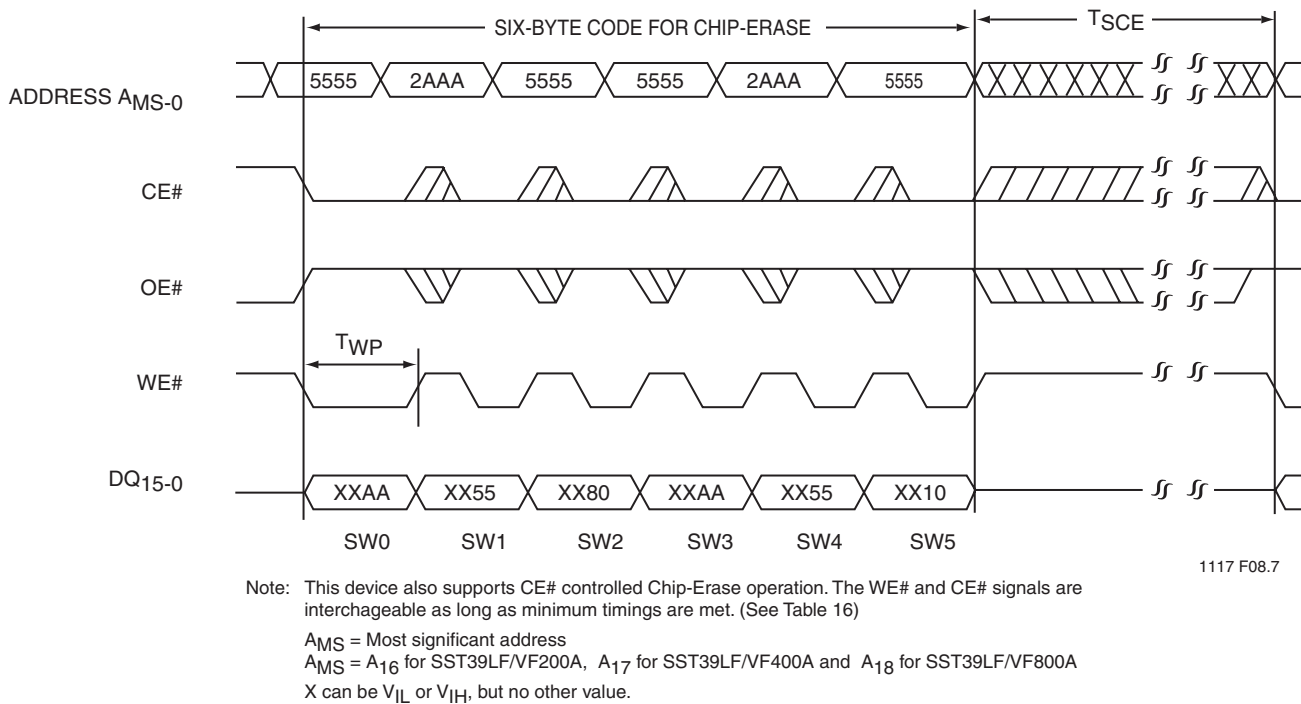 SIX-BYTE CODE FOR CHIP-ERASE TSCE
ADDRESS AMS-0 5555 2AAA 5555 5555 2AAA 5555
CE#
OE#
TWP
WE#
DQ15-0 XXAA XX55 XX80 XXAA XX55 XX10
SW0 SW1 SW2 SW3 SW4 SW5
1117 F08.7
Note: This device also supports CE# controlled Chip-Erase operation. The WE# and CE# signals are
interchageable as long as minimum timings are met. (See Table 16)
AMS = Most significant address
AMS = A16 for SST39LF/VF200A, A17 for SST39LF/VF400A and A18 for SST39LF/VF800A
X can be VIL or VIH, but no other value.